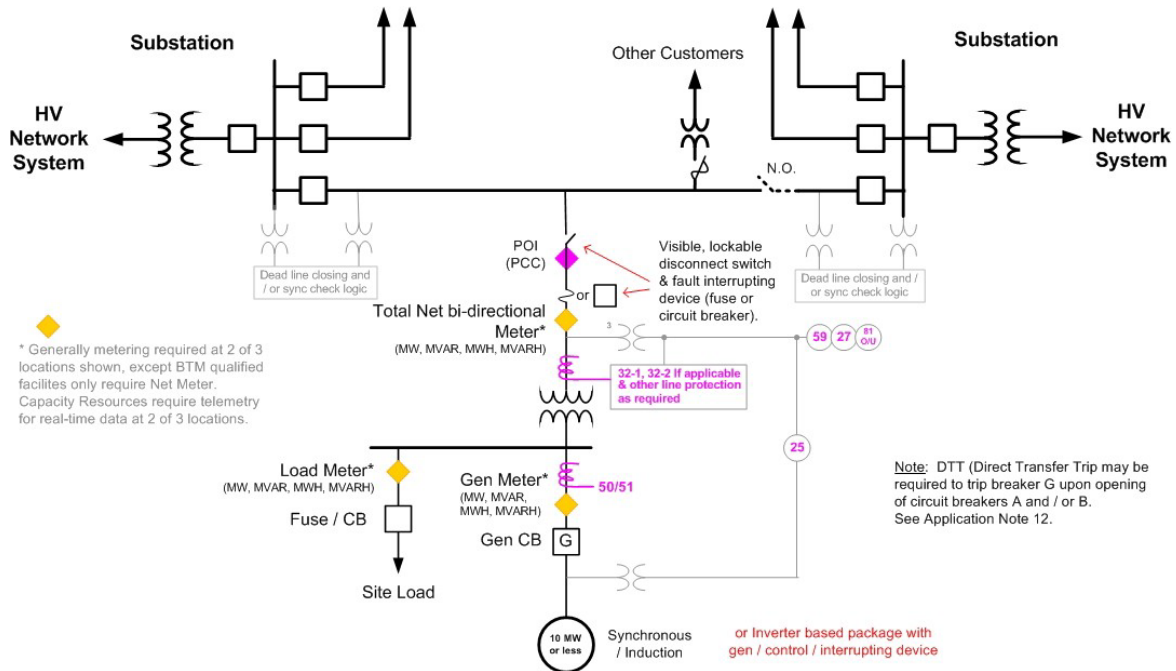 Substation
Substation
Other Customers
HV
Network
System
HV
Network
System
N.O.
POI
(PCC)
Visible, lockable
disconnect switch
& fault interrupting
device (fuse or
circuit breaker).
Dead line closing and
/ or sync check logic
Dead line closing and /
or sync check logic
or
Total Net bi-directional
Meter*
(MW, MVAR, MWH, MVARH)
3
59
27
81
O/U
* Generally metering required at 2 of 3
locations shown, except BTM qualified
facilites only require Net Meter.
Capacity Resources require telemetry
for real-time data at 2 of 3 locations.
32-1, 32-2 If applicable
& other line protection
as required
25
Load Meter*
(MW, MVAR, MWH, MVARH)
Gen Meter*
(MW, MVAR,
MWH, MVARH)
50/51
Note: DTT (Direct Transfer Trip may be
required to trip breaker G upon opening
of circuit breakers A and / or B.
See Application Note 12.
Fuse / CB
Gen CB
G
Site Load
10 MW
or less
Synchronous
/ Induction
or Inverter based package with
gen / control / interrupting device